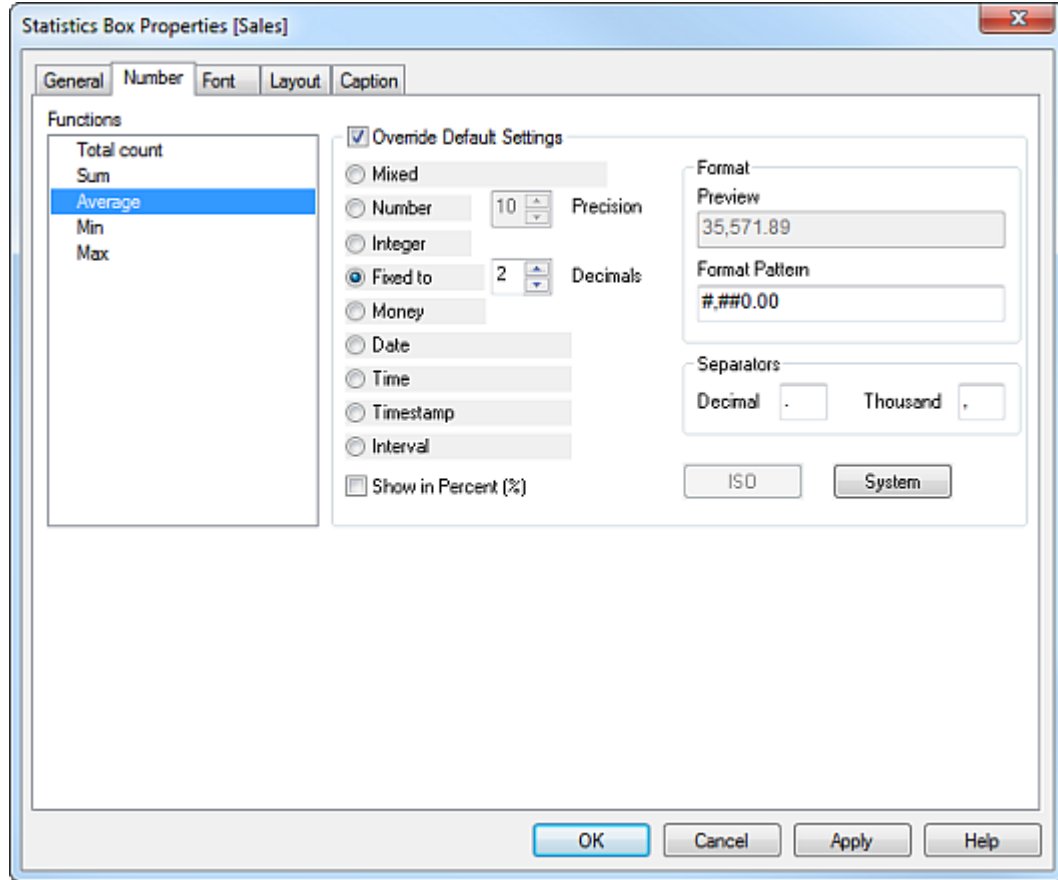 Statistics Box Properties [Sales]
General Number Font Layout Caption
Functions
Total count
Sum
Average
Min
Max
Override Default Settings
Mixed
Number 10 Precision
Integer
Fixed to 2 Decimals
Money
Date
Time
Timestamp
Interval
Show in Percent (%)
Format
Preview
35,571.89
Format Pattern
#,##0.00
Separators
Decimal . Thousand ,
ISO System
OK Cancel Apply Help